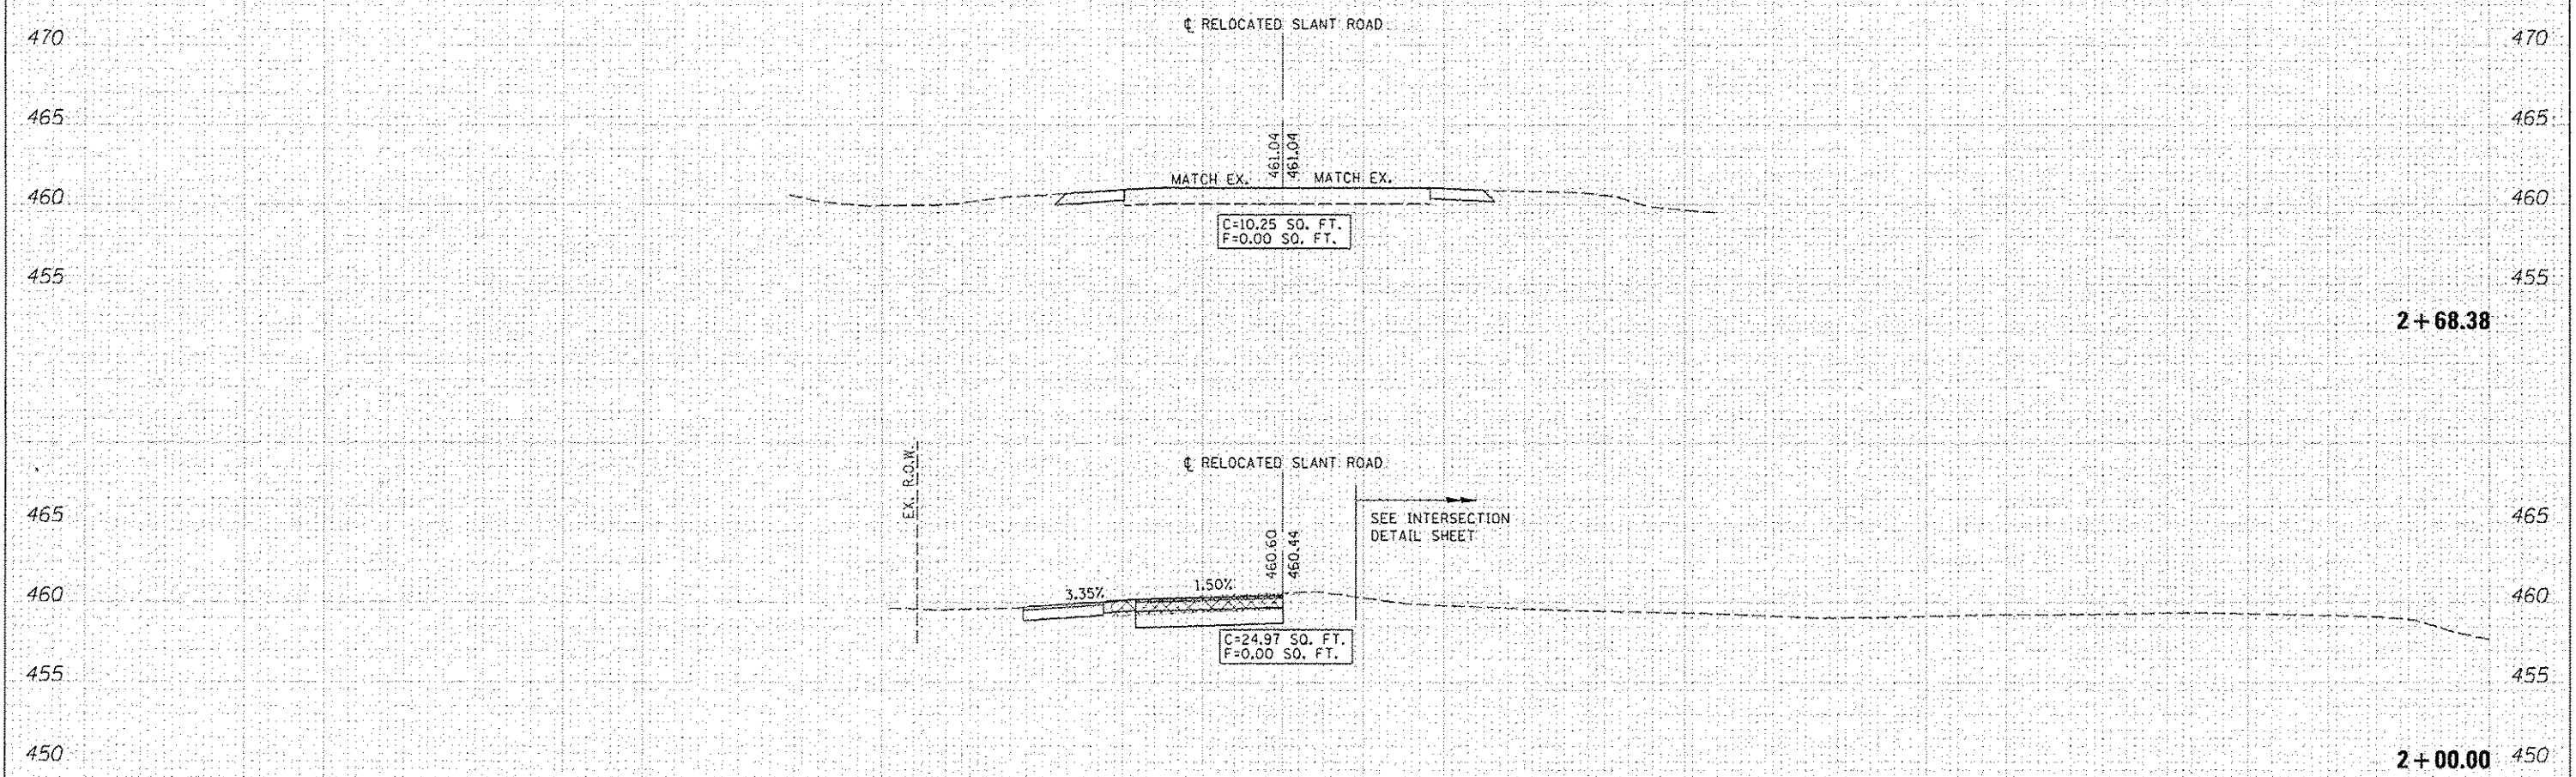 ℄ RELOCATED SLANT ROAD
470 470
465 465
461.04 461.04
MATCH EX. MATCH EX.
460 460
C=10.25 SQ. FT.
F=0.00 SQ. FT.
455 455
2+68.38
EX. R.O.W.
℄ RELOCATED SLANT ROAD
465 465
SEE INTERSECTION
DETAIL SHEET
460.60 460.44
3.35% 1.50%
460 460
C=24.97 SQ. FT.
F=0.00 SQ. FT.
455 455
450 2+00.00 450